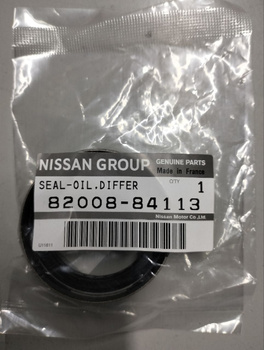 NISSAN GROUP GENUINE PARTS
Made in France
SEAL-OIL.DIFFER QTY 1
82008-84113
Nissan Motor Co.,Ltd